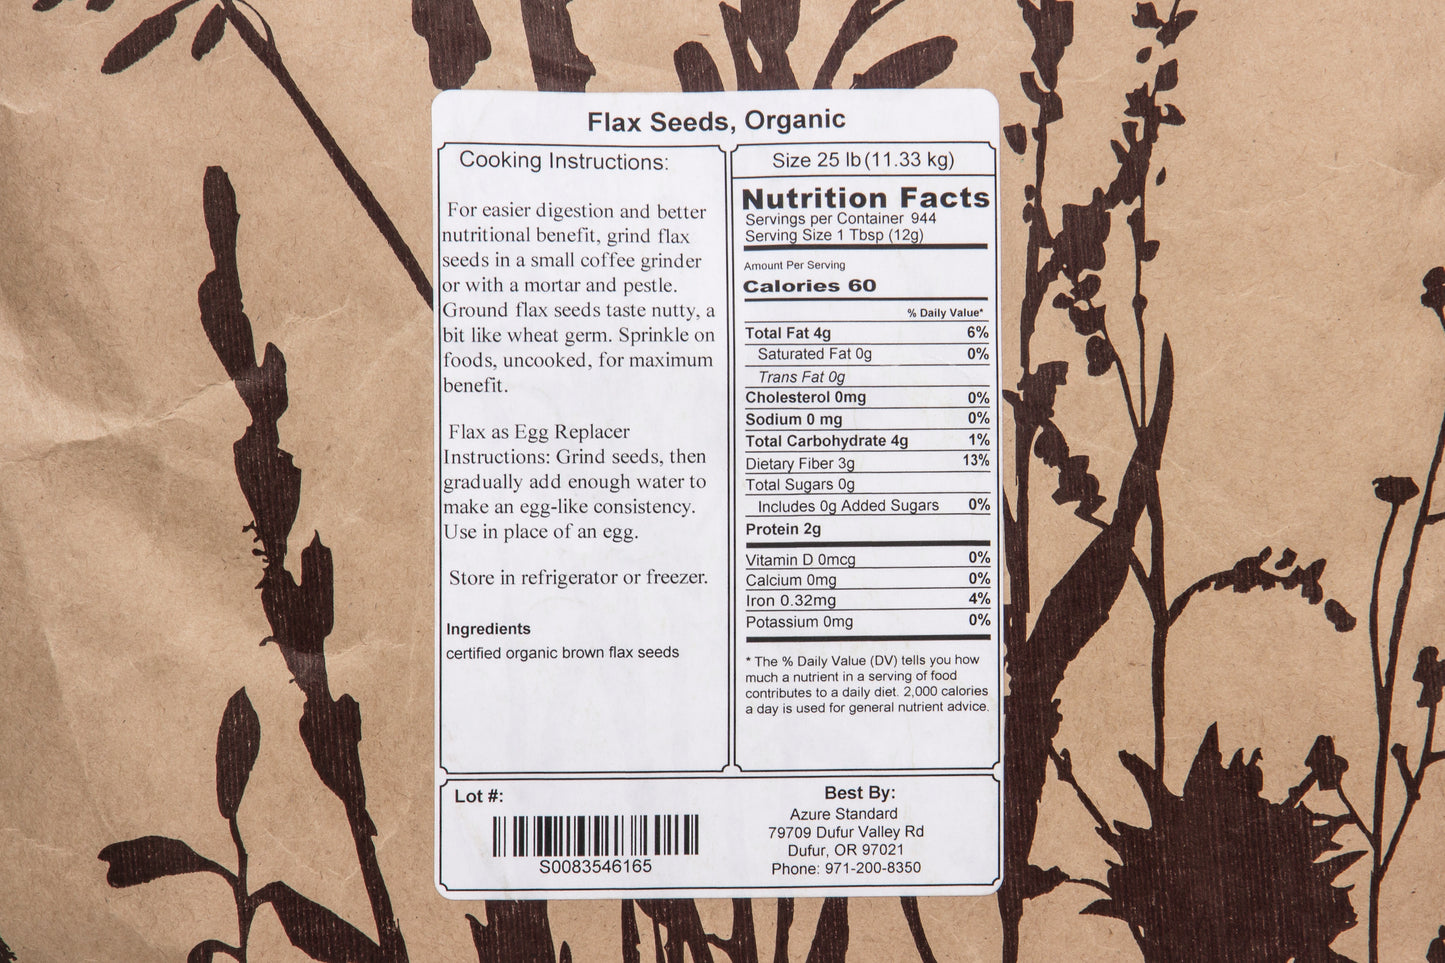 Flax Seeds, Organic
Cooking Instructions:
For easier digestion and better
nutritional benefit, grind flax
seeds in a small coffee grinder
or with a mortar and pestle.
Ground flax seeds taste nutty, a
bit like wheat germ. Sprinkle on
foods, uncooked, for maximum
benefit.
Flax as Egg Replacer
Instructions: Grind seeds, then
gradually add enough water to
make an egg-like consistency.
Use in place of an egg.
Store in refrigerator or freezer.
Ingredients
certified organic brown flax seeds
Size 25 lb (11.33 kg)
Nutrition Facts
Servings per Container 944
Serving Size 1 Tbsp (12g)
Amount Per Serving
Calories 60
% Daily Value*
Total Fat 4g 6%
Saturated Fat 0g 0%
Trans Fat 0g
Cholesterol 0mg 0%
Sodium 0 mg 0%
Total Carbohydrate 4g 1%
Dietary Fiber 3g 13%
Total Sugars 0g
Includes 0g Added Sugars 0%
Protein 2g
Vitamin D 0mcg 0%
Calcium 0mg 0%
Iron 0.32mg 4%
Potassium 0mg 0%
* The % Daily Value (DV) tells you how
much a nutrient in a serving of food
contributes to a daily diet. 2,000 calories
a day is used for general nutrient advice.
Lot #:
S0083546165
Best By:
Azure Standard
79709 Dufur Valley Rd
Dufur, OR 97021
Phone: 971-200-8350